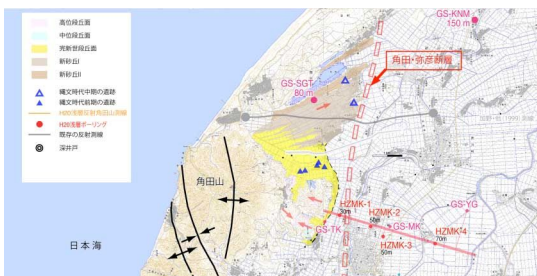 高位段丘面
中位段丘面
完新世段丘面
新砂丘I
新砂丘II
縄文時代中期の遺跡
縄文時代前期の遺跡
H20浅層反射角田山測線
H20浅層ボーリング
既存の反射測線
深井戸
GS-KNM
150 m
角田・弥彦断層
GS-SGT
80 m
角田山
日本海
HZMK-1
30m
HZMK-2
GS-TK
GS-MK
GS-YG
HZMK-3
HZMK-4
70m